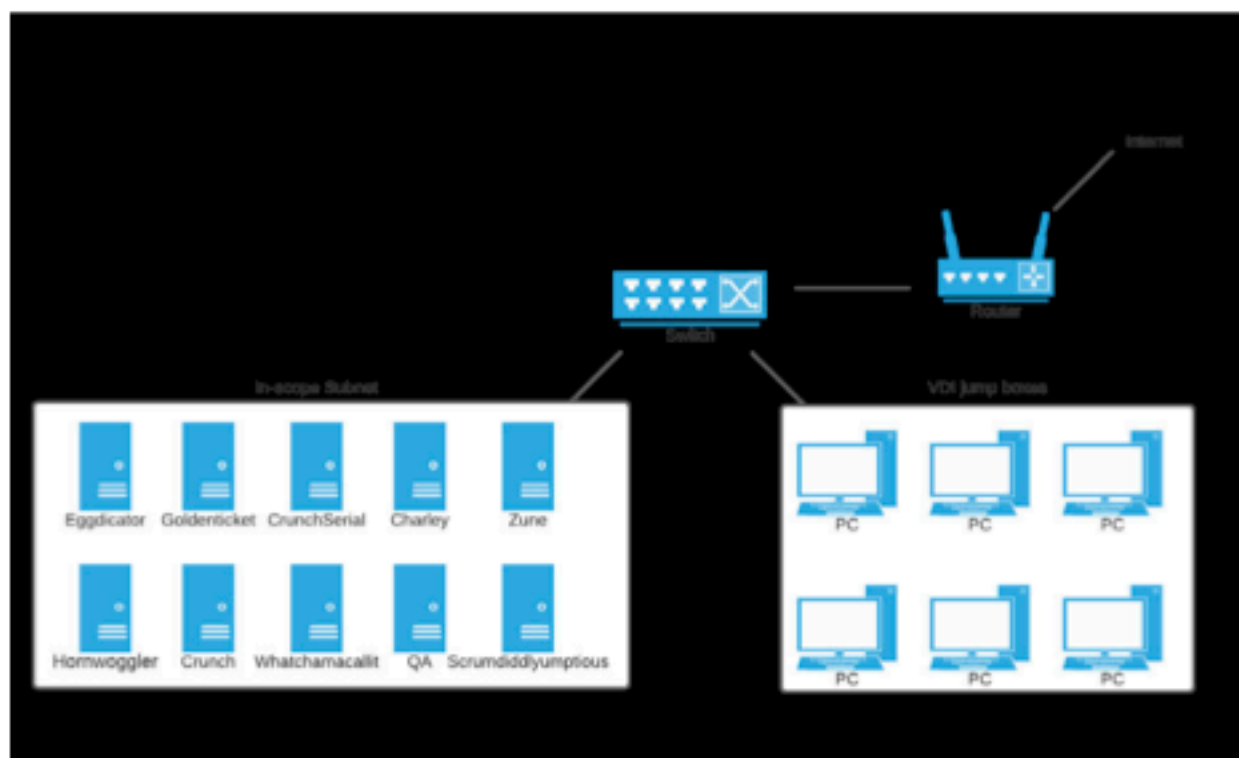 Internet
Router
Switch
In-scope Subnet
VDI jump boxes
Eggdicator Goldenticket CrunchSerial Charley Zune
Hornwoggler Crunch Whatchamacallit QA Scrumdiddlyumptious
PC PC PC
PC PC PC